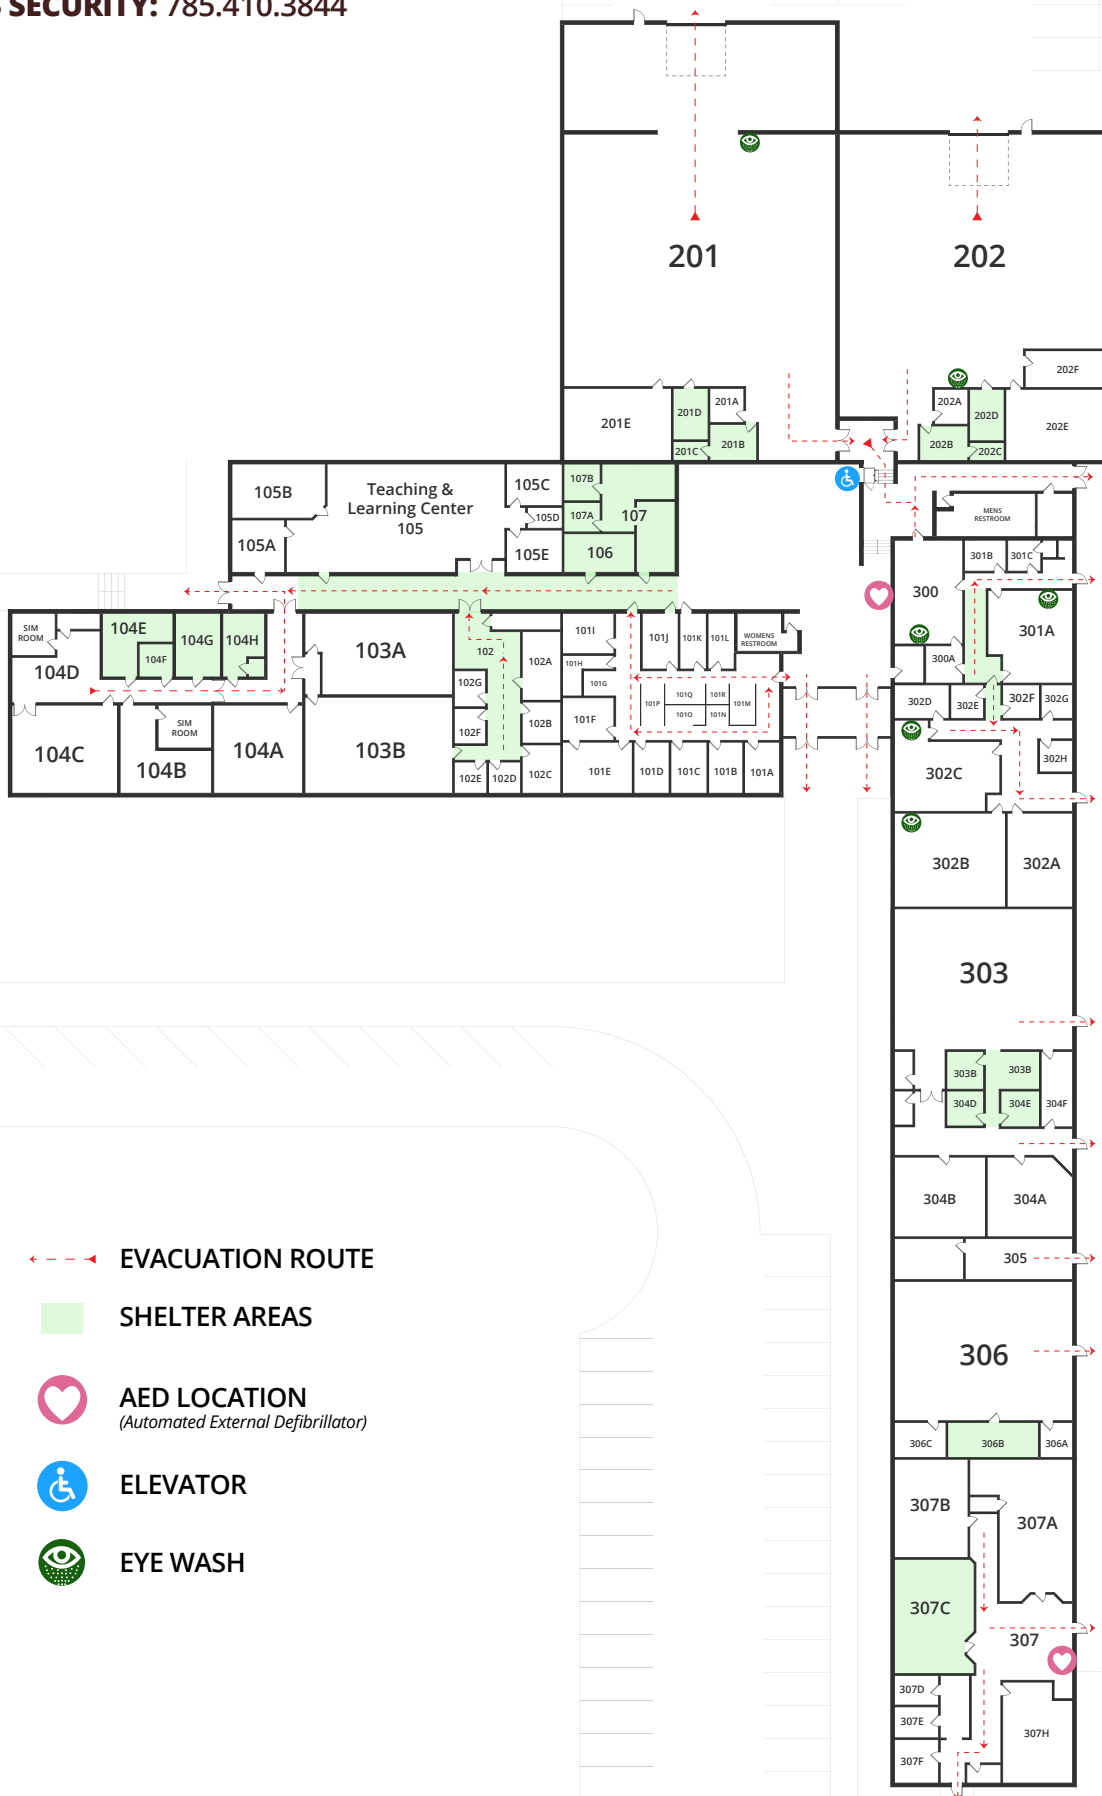 SECURITY: 785.410.3844
201
202
202F
201E
201D
201A
201C
201B
202A
202D
202B
202C
202E
105B
105A
Teaching &
Learning Center
105
105C
105D
105E
107B
107A
107
106
MENS
RESTROOM
300
301B
301C
301A
300A
302D
302E
302F
302G
302C
302H
302B
302A
SIM
ROOM
104D
104E
104F
104G
104H
103A
102
102A
102G
102F
102B
102E
102D
102C
101I
101H
101G
101F
101E
101J
101K
101L
WOMENS
RESTROOM
101P
101Q
101O
101R
101N
101M
101D
101C
101B
101A
104C
SIM
ROOM
104B
104A
103B
303
303B
303B
304D
304E
304F
304B
304A
305
306
306C
306B
306A
307B
307A
307C
307
307D
307E
307F
307H
EVACUATION ROUTE
SHELTER AREAS
AED LOCATION
(Automated External Defibrillator)
ELEVATOR
EYE WASH